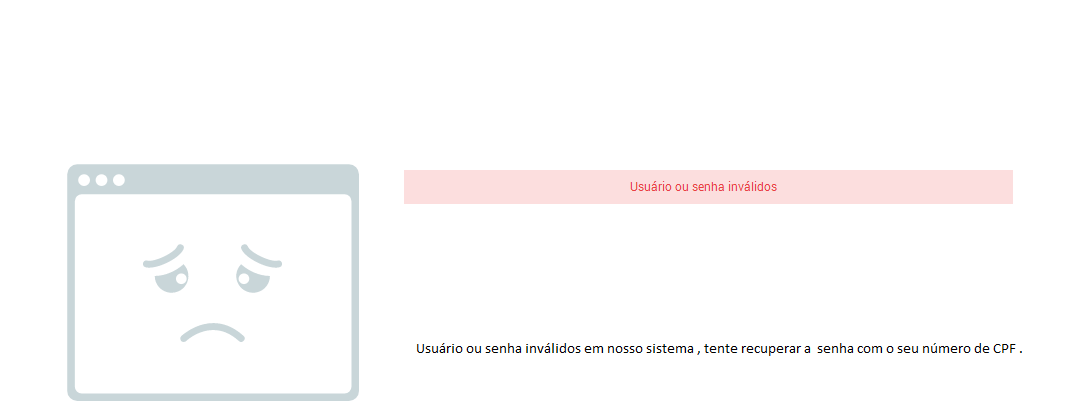 Usuário ou senha inválidos
Usuário ou senha inválidos em nosso sistema , tente recuperar a  senha com o seu número de CPF .